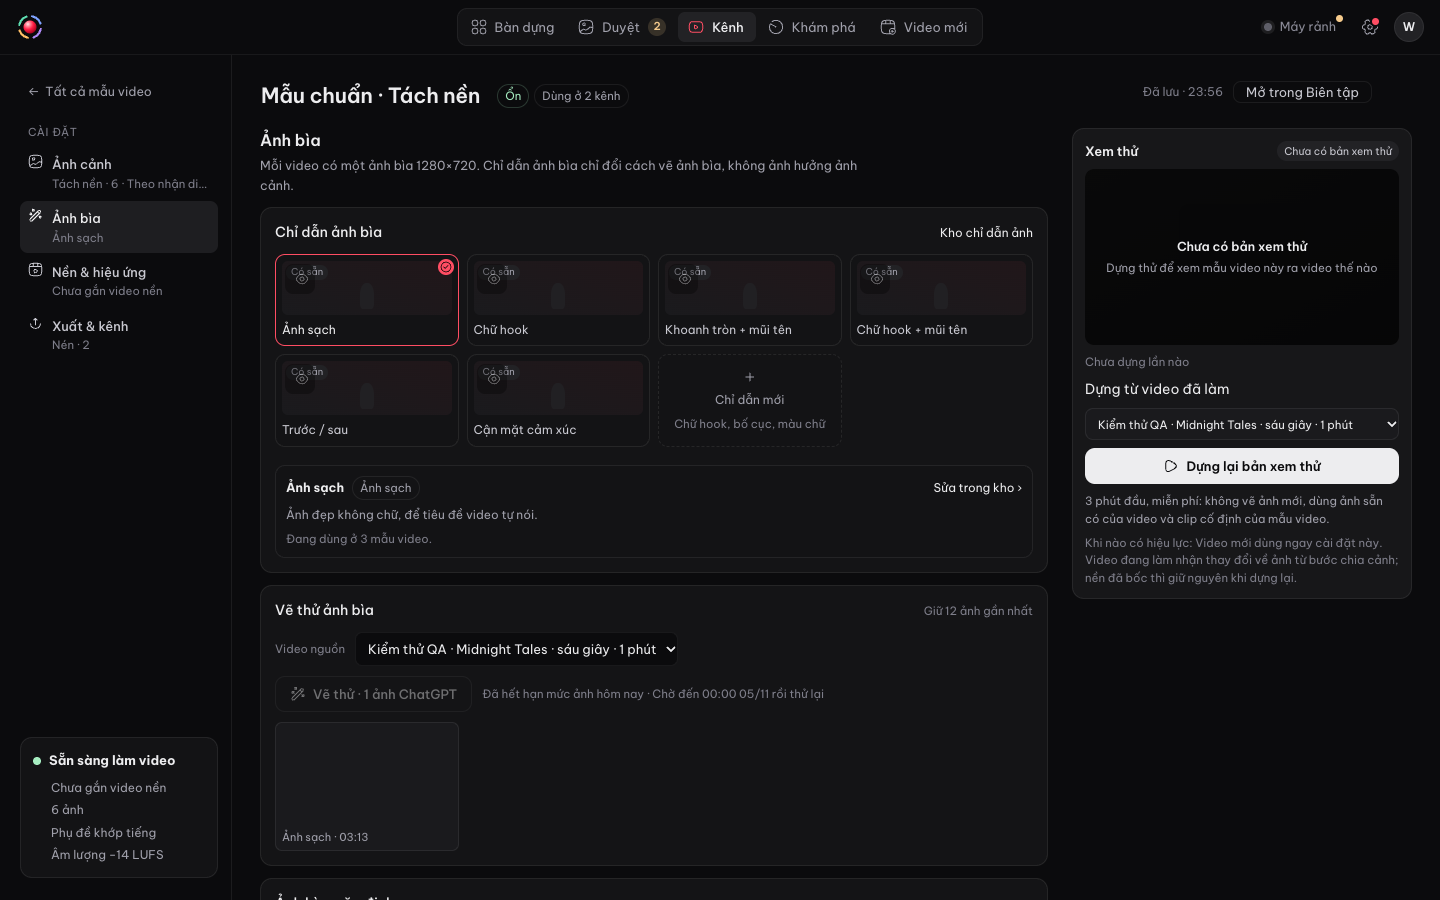 Bàn dựng
Duyệt 2
Kênh
Khám phá
Video mới
Máy rảnh
W
← Tất cả mẫu video
CÀI ĐẶT
Ảnh cảnh
Tách nền · 6 · Theo nhận di...
Ảnh bìa
Ảnh sạch
Nền & hiệu ứng
Chưa gắn video nền
Xuất & kênh
Nén · 2
Sẵn sàng làm video
Chưa gắn video nền
6 ảnh
Phụ đề khớp tiếng
Âm lượng -14 LUFS
Mẫu chuẩn · Tách nền
Ổn
Dùng ở 2 kênh
Đã lưu · 23:56
Mở trong Biên tập
Ảnh bìa
Mỗi video có một ảnh bìa 1280×720. Chỉ dẫn ảnh bìa chỉ đổi cách vẽ ảnh bìa, không ảnh hưởng ảnh
cảnh.
Chỉ dẫn ảnh bìa
Kho chỉ dẫn ảnh
Có sẵn
Ảnh sạch
Có sẵn
Chữ hook
Có sẵn
Khoanh tròn + mũi tên
Có sẵn
Chữ hook + mũi tên
Có sẵn
Trước / sau
Có sẵn
Cận mặt cảm xúc
+
Chỉ dẫn mới
Chữ hook, bố cục, màu chữ
Ảnh sạch
Ảnh sạch
Sửa trong kho ›
Ảnh đẹp không chữ, để tiêu đề video tự nói.
Đang dùng ở 3 mẫu video.
Vẽ thử ảnh bìa
Giữ 12 ảnh gần nhất
Video nguồn
Kiểm thử QA · Midnight Tales · sáu giây · 1 phút
Vẽ thử · 1 ảnh ChatGPT
Đã hết hạn mức ảnh hôm nay · Chờ đến 00:00 05/11 rồi thử lại
Ảnh sạch · 03:13
Xem thử
Chưa có bản xem thử
Chưa có bản xem thử
Dựng thử để xem mẫu video này ra video thế nào
Chưa dựng lần nào
Dựng từ video đã làm
Kiểm thử QA · Midnight Tales · sáu giây · 1 phút
Dựng lại bản xem thử
3 phút đầu, miễn phí: không vẽ ảnh mới, dùng ảnh sẵn
có của video và clip cố định của mẫu video.
Khi nào có hiệu lực: Video mới dùng ngay cài đặt này.
Video đang làm nhận thay đổi về ảnh từ bước chia cảnh;
nền đã bốc thì giữ nguyên khi dựng lại.